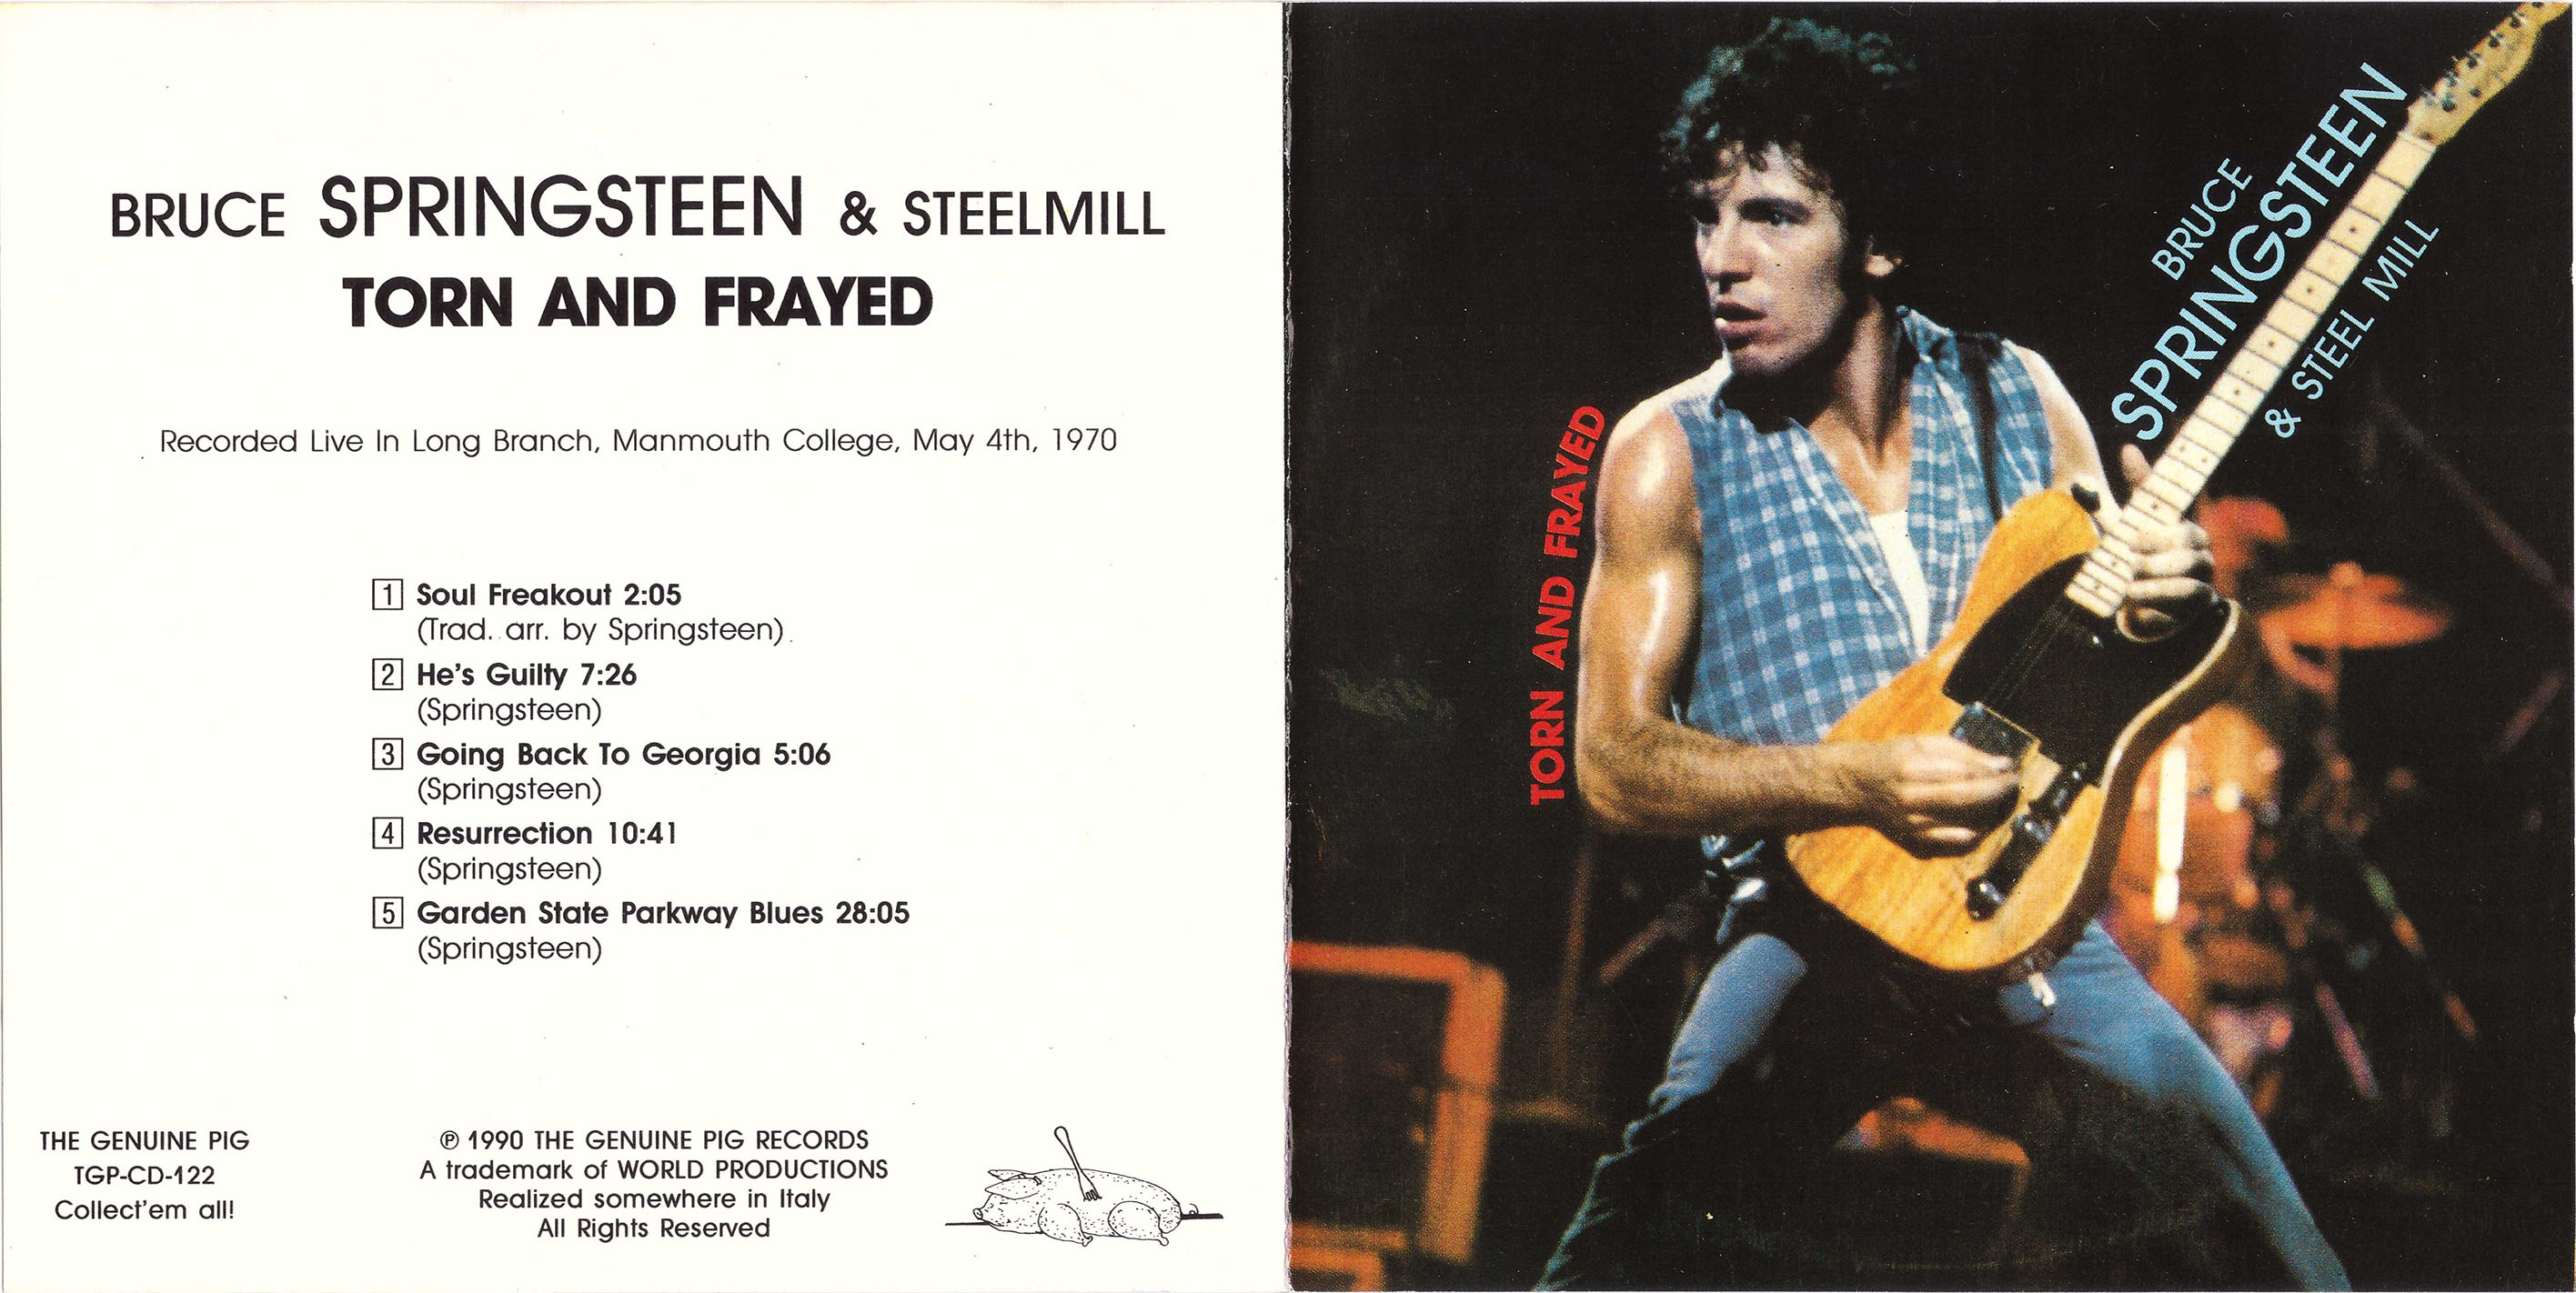 BRUCE SPRINGSTEEN & STEELMILL
TORN AND FRAYED
Recorded Live In Long Branch, Manmouth College, May 4th, 1970
1 Soul Freakout 2:05
(Trad. arr. by Springsteen)
2 He's Guilty 7:26
(Springsteen)
3 Going Back To Georgia 5:06
(Springsteen)
4 Resurrection 10:41
(Springsteen)
5 Garden State Parkway Blues 28:05
(Springsteen)
THE GENUINE PIG
TGP-CD-122
Collect'em all!
℗ 1990 THE GENUINE PIG RECORDS
A trademark of WORLD PRODUCTIONS
Realized somewhere in Italy
All Rights Reserved
TORN AND FRAYED
BRUCE
SPRINGSTEEN
& STEEL MILL